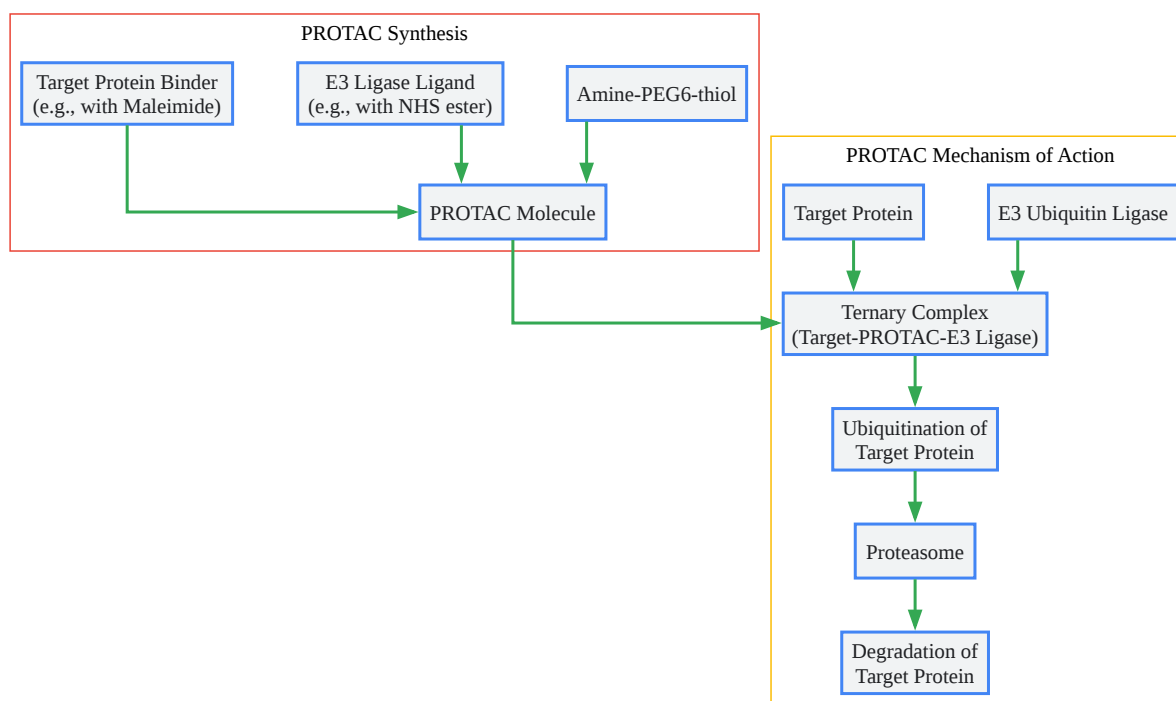 PROTAC Synthesis
Target Protein Binder
(e.g., with Maleimide)
E3 Ligase Ligand
(e.g., with NHS ester)
Amine-PEG6-thiol
PROTAC Molecule
PROTAC Mechanism of Action
Target Protein
E3 Ubiquitin Ligase
Ternary Complex
(Target-PROTAC-E3 Ligase)
Ubiquitination of
Target Protein
Proteasome
Degradation of
Target Protein